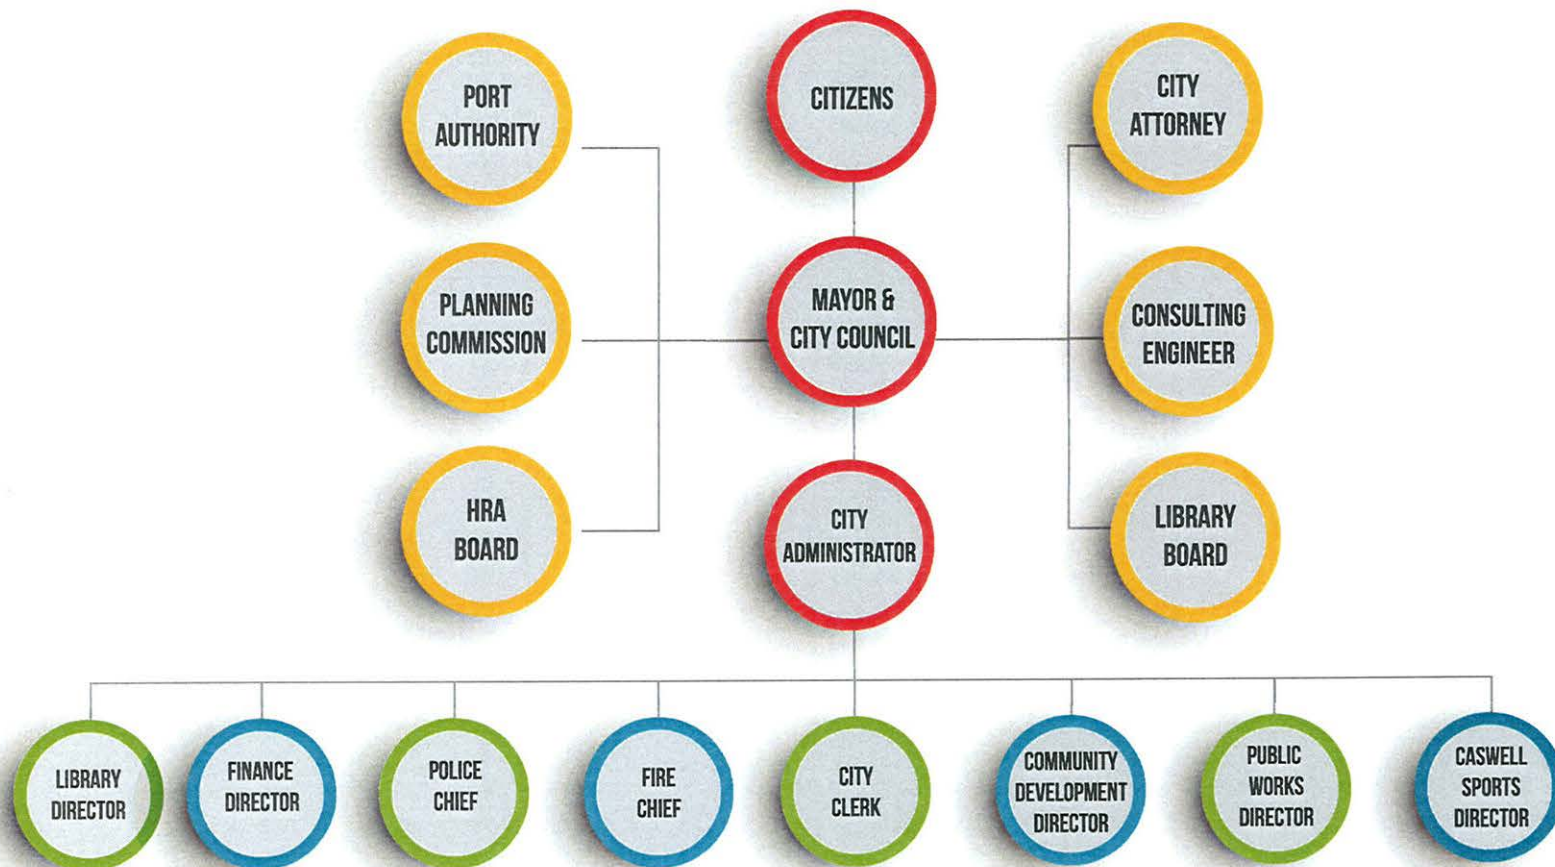 PORT
AUTHORITY
CITIZENS
CITY
ATTORNEY
PLANNING
COMMISSION
MAYOR &
CITY COUNCIL
CONSULTING
ENGINEER
HRA
BOARD
CITY
ADMINISTRATOR
LIBRARY
BOARD
LIBRARY
DIRECTOR
FINANCE
DIRECTOR
POLICE
CHIEF
FIRE
CHIEF
CITY
CLERK
COMMUNITY
DEVELOPMENT
DIRECTOR
PUBLIC
WORKS
DIRECTOR
CASWELL
SPORTS
DIRECTOR